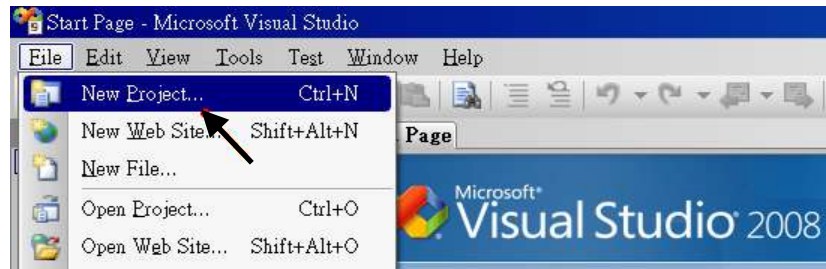 Start Page - Microsoft Visual Studio
File Edit View Tools Test Window Help
New Project... Ctrl+N
New Web Site... Shift+Alt+N
Page
New File...
Open Project... Ctrl+O
Open Web Site... Shift+Alt+O
Microsoft
Visual Studio 2008